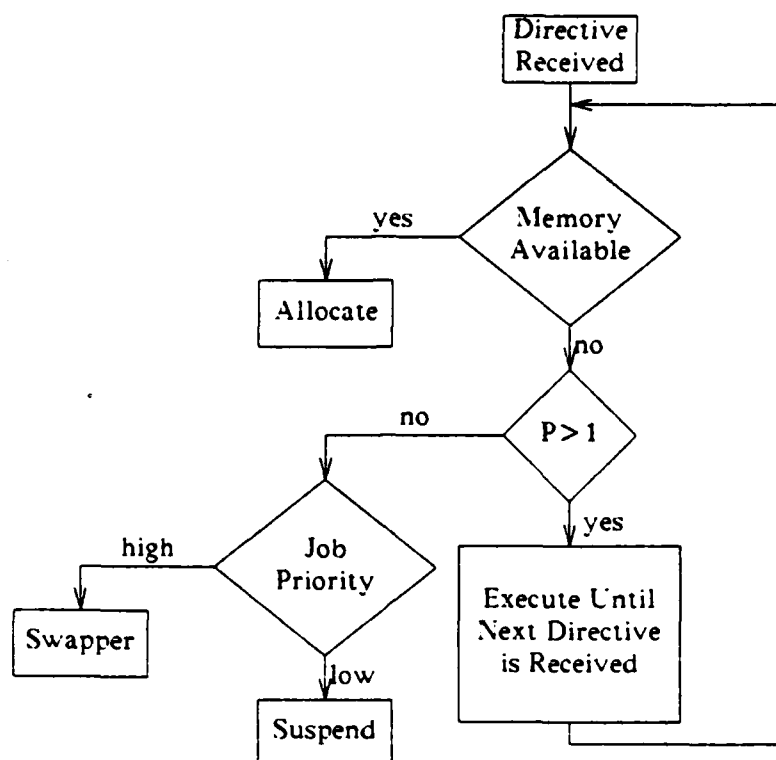 Directive
Received
yes
Memory
Available
Allocate
no
no
P > 1
yes
high
Job
Priority
Execute Until
Next Directive
is Received
Swapper
low
Suspend